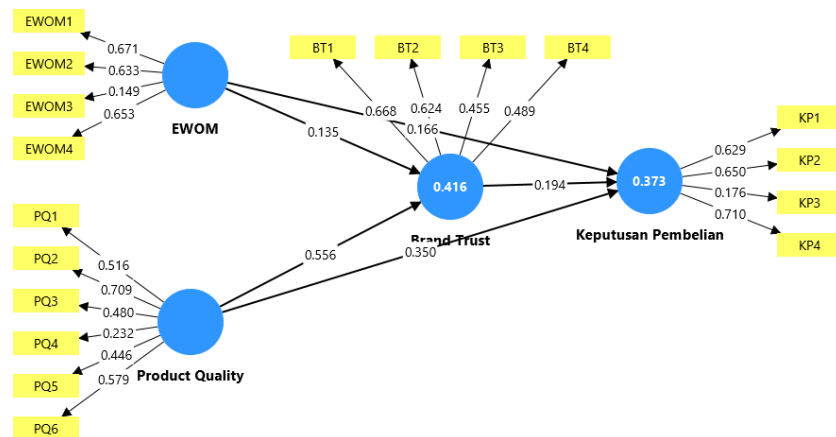 EWOM1
EWOM2
EWOM3
EWOM4
0.671
0.633
0.149
0.653
EWOM
BT1
BT2
BT3
BT4
0.668
0.624
0.455
0.489
0.135
0.166
0.416
Brand Trust
0.194
0.373
Keputusan Pembelian
KP1
KP2
KP3
KP4
0.629
0.650
0.176
0.710
PQ1
PQ2
PQ3
PQ4
PQ5
PQ6
0.516
0.709
0.480
0.232
0.446
0.579
Product Quality
0.556
0.350